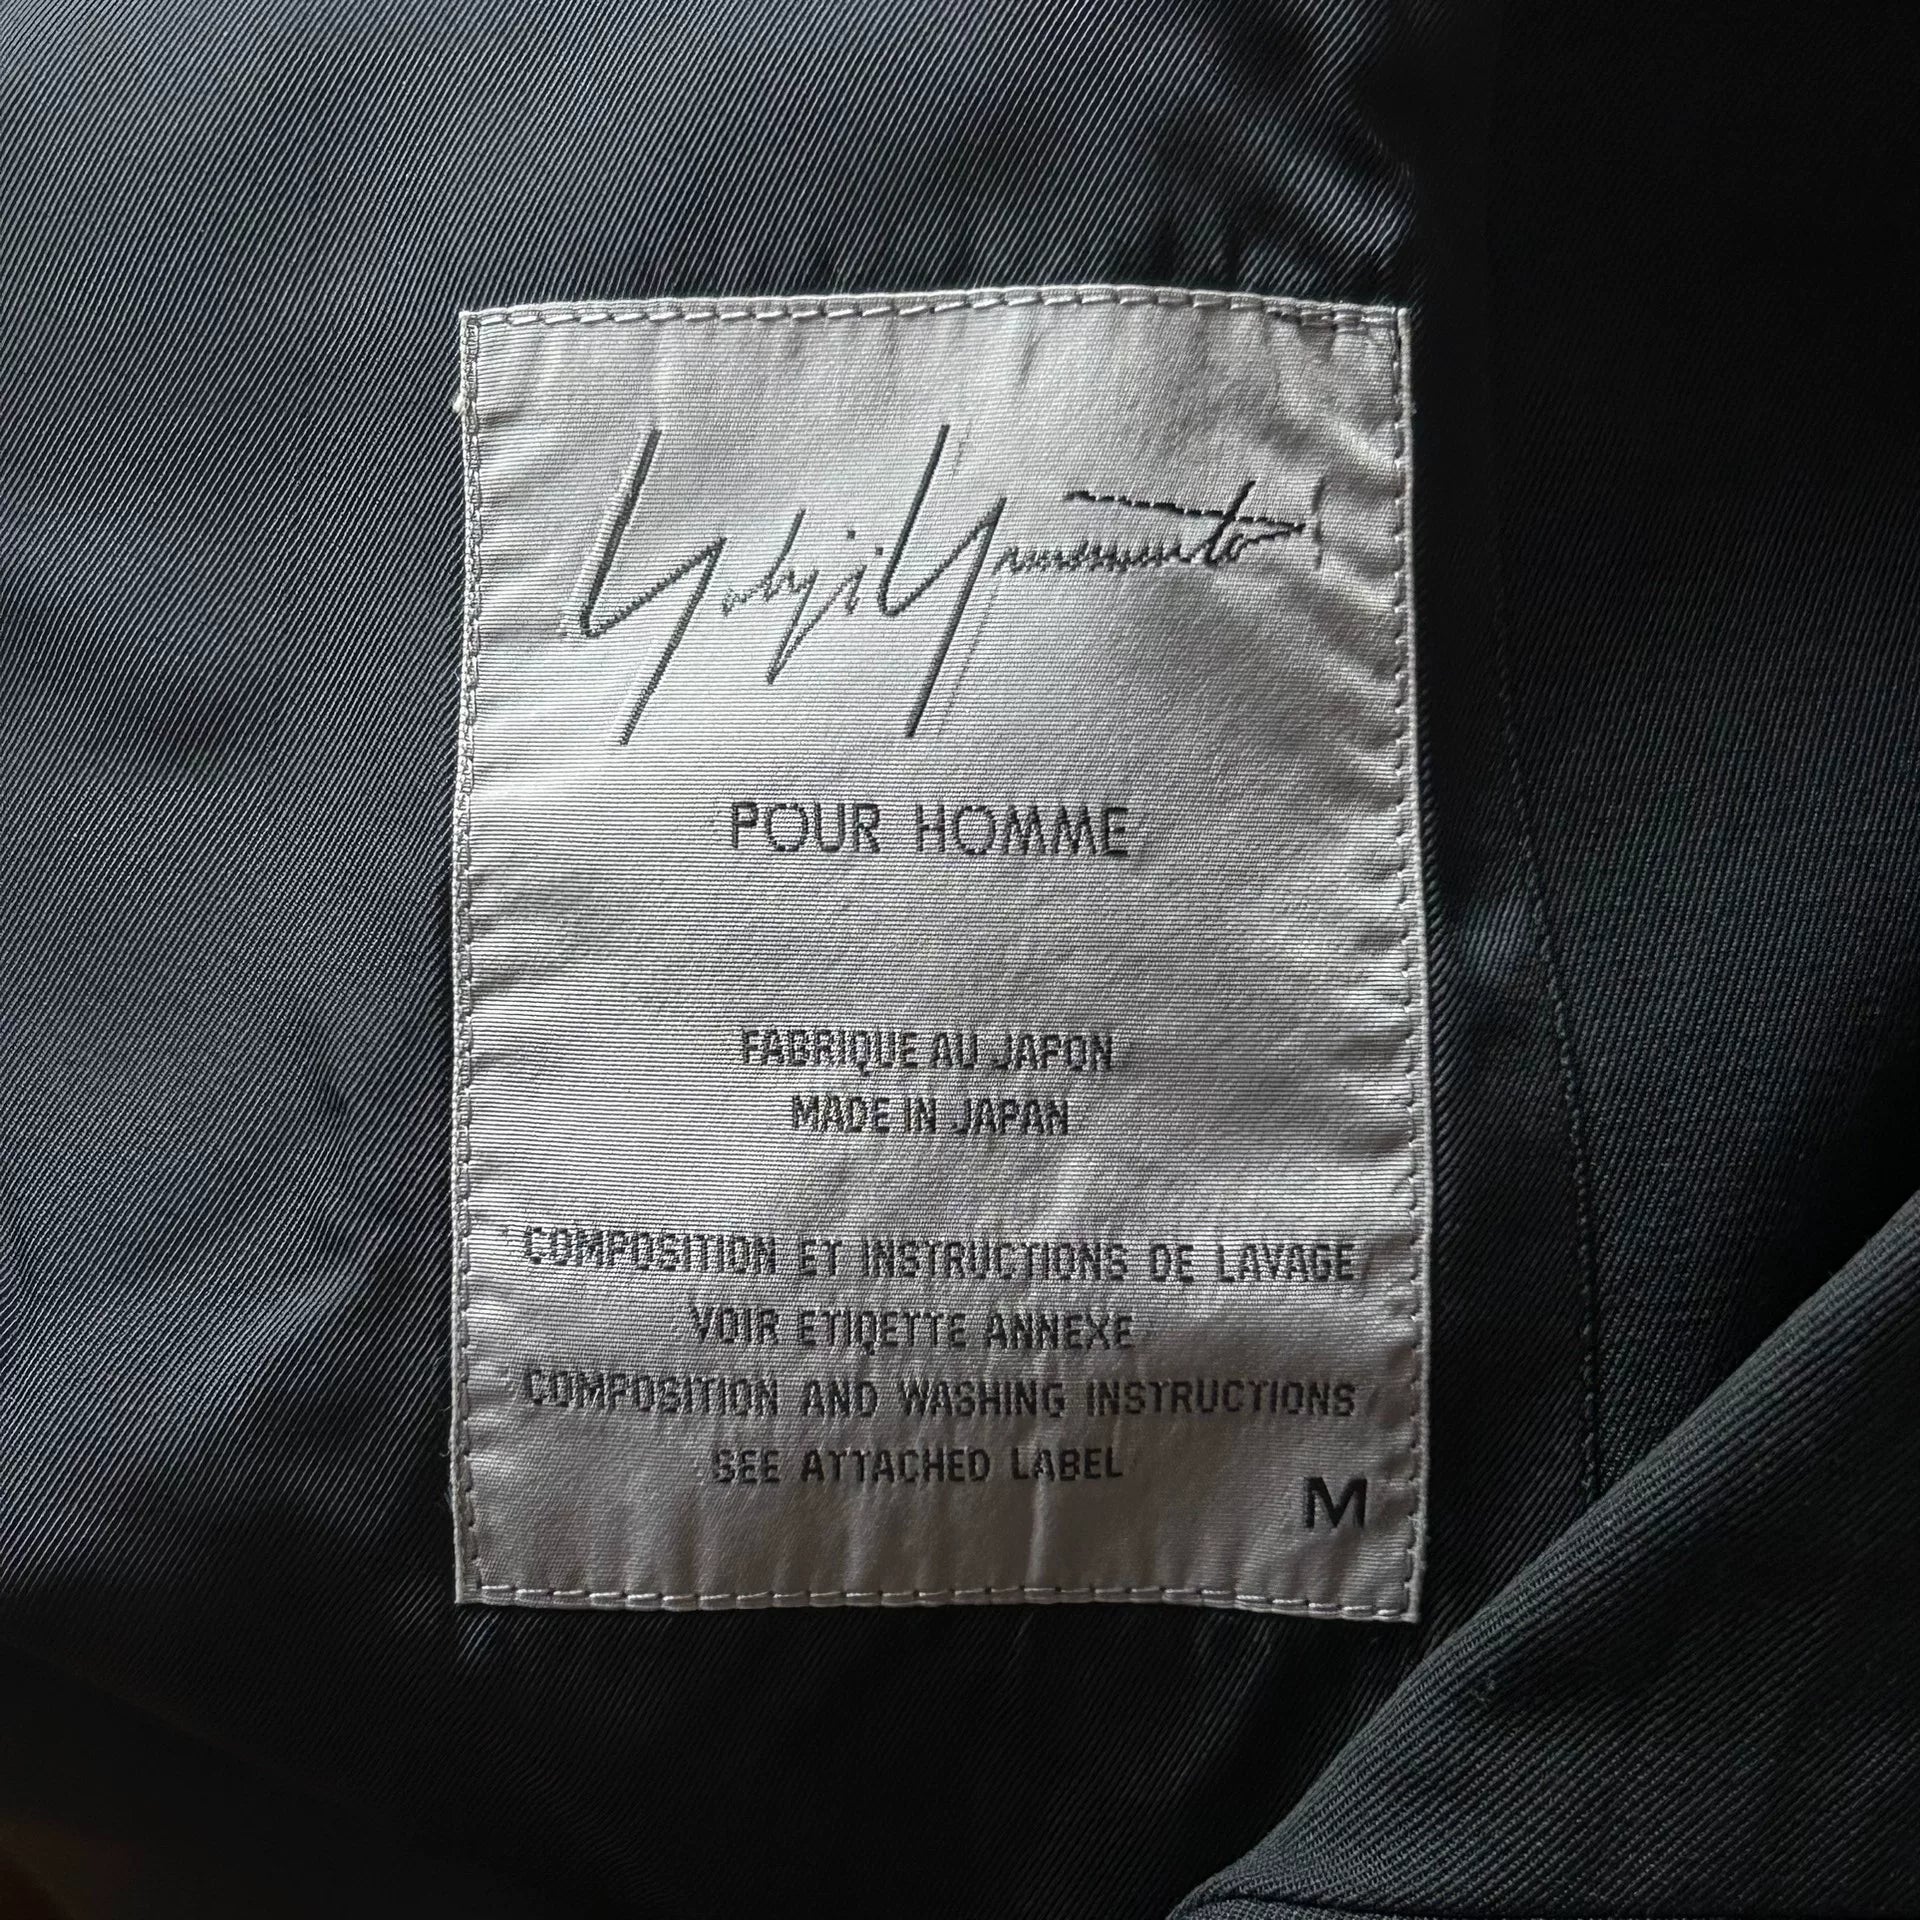 Yohji Yamamoto
POUR HOMME
FABRIQUE AU JAPON
MADE IN JAPAN
COMPOSITION ET INSTRUCTIONS DE LAVAGE
VOIR ETIQETTE ANNEXE
COMPOSITION AND WASHING INSTRUCTIONS
SEE ATTACHED LABEL
M